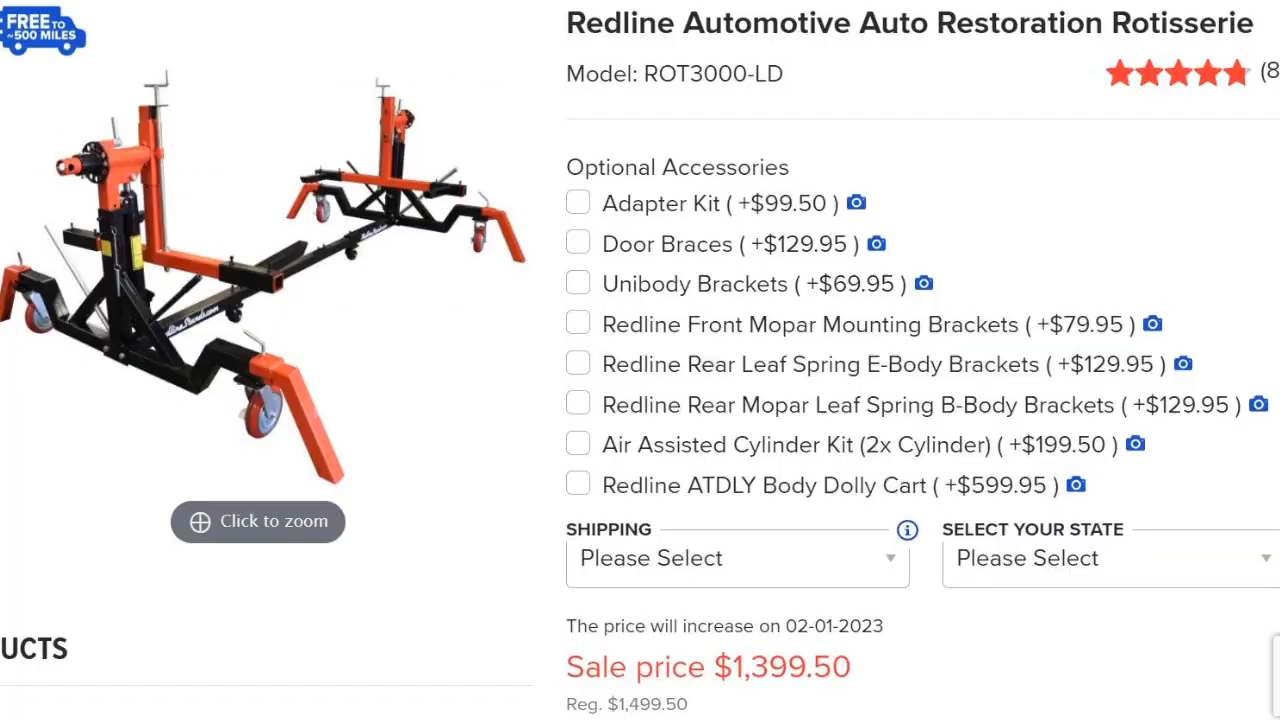 FREE TO
~500 MILES
Redline Automotive Auto Restoration Rotisserie
Model: ROT3000-LD
(8
Optional Accessories
Adapter Kit ( +$99.50 )
Door Braces ( +$129.95 )
Unibody Brackets ( +$69.95 )
Redline Front Mopar Mounting Brackets ( +$79.95 )
Redline Rear Leaf Spring E-Body Brackets ( +$129.95 )
Redline Rear Mopar Leaf Spring B-Body Brackets ( +$129.95 )
Air Assisted Cylinder Kit (2x Cylinder) ( +$199.50 )
Redline ATDLY Body Dolly Cart ( +$599.95 )
Click to zoom
SHIPPING
Please Select
SELECT YOUR STATE
Please Select
The price will increase on 02-01-2023
Sale price $1,399.50
Reg. $1,499.50
UCTS